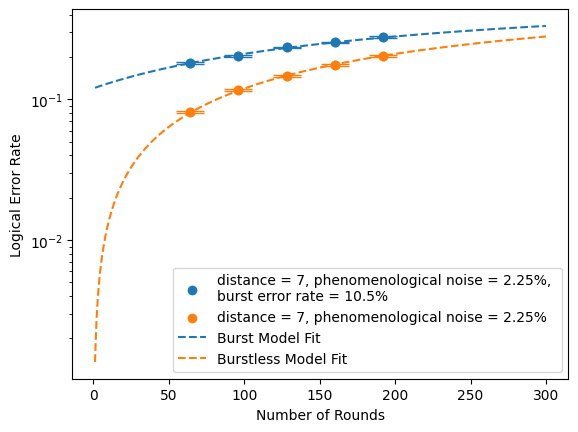 Logical Error Rate
10⁻¹
10⁻²
distance = 7, phenomenological noise = 2.25%,
burst error rate = 10.5%
distance = 7, phenomenological noise = 2.25%
Burst Model Fit
Burstless Model Fit
0 50 100 150 200 250 300
Number of Rounds